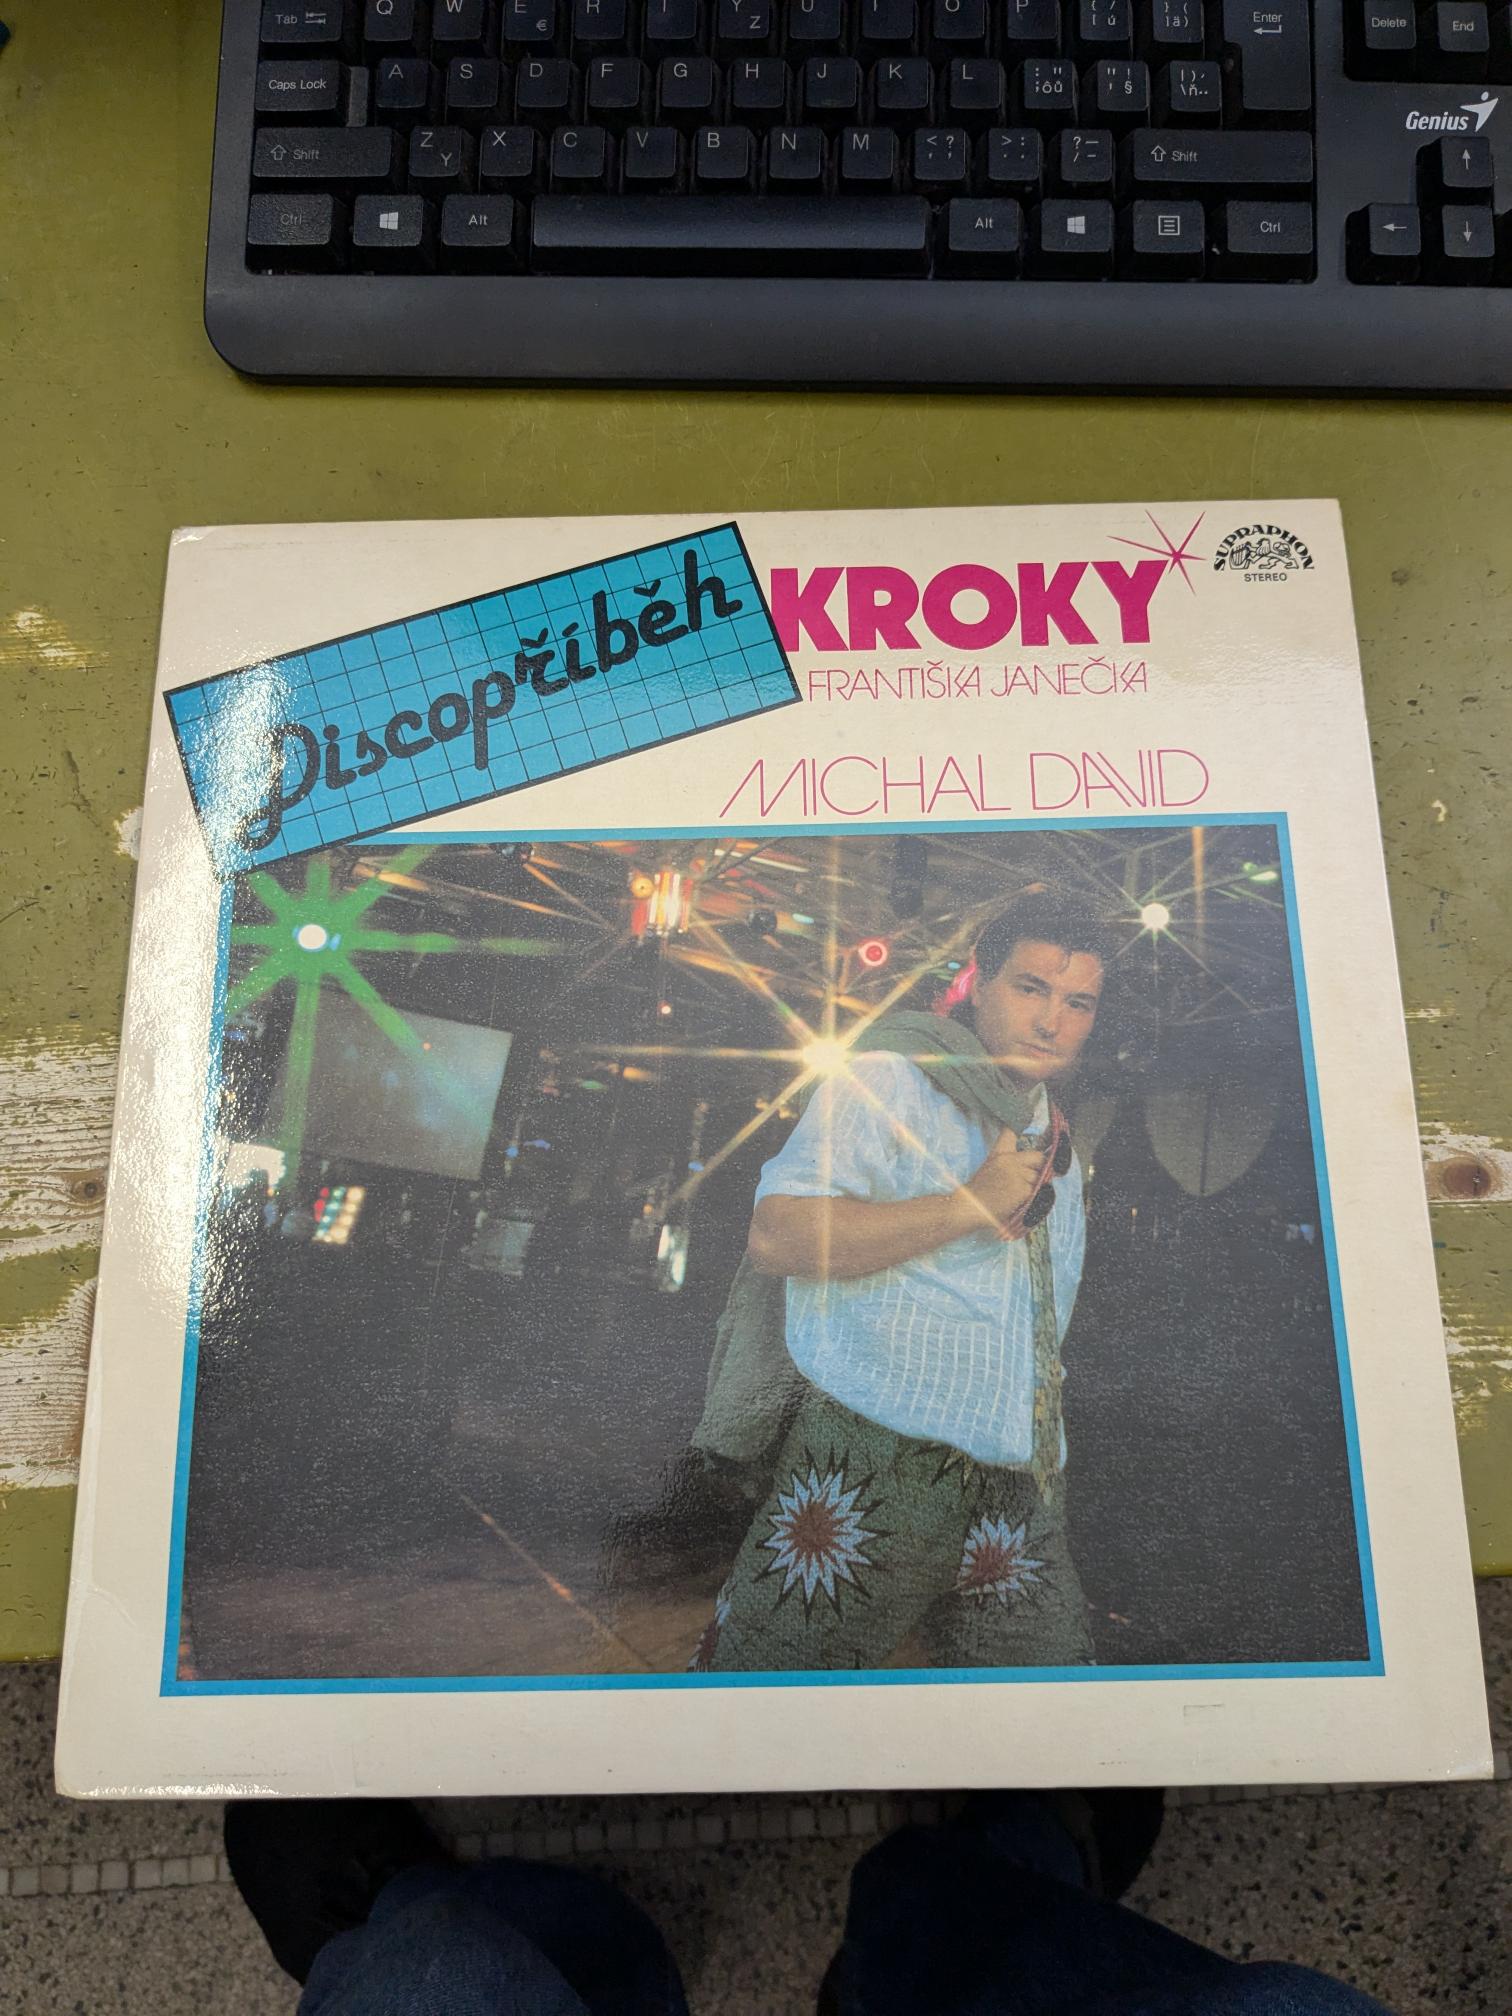 Tab Q W E € R T Y Z U I O P { / [ ú } ( ] ä ) Enter Delete End
Caps Lock A S D F G H J K L : " ; ô ů " ! ' § | ) \ ň
Genius
Shift Z Y X C V B N M < ? , > : . ? / - Shift
Ctrl Alt Alt Ctrl
Discopříběh
KROKY
FRANTIŠKA JANEČKA
SUPRAPHON
STEREO
MICHAL DAVID